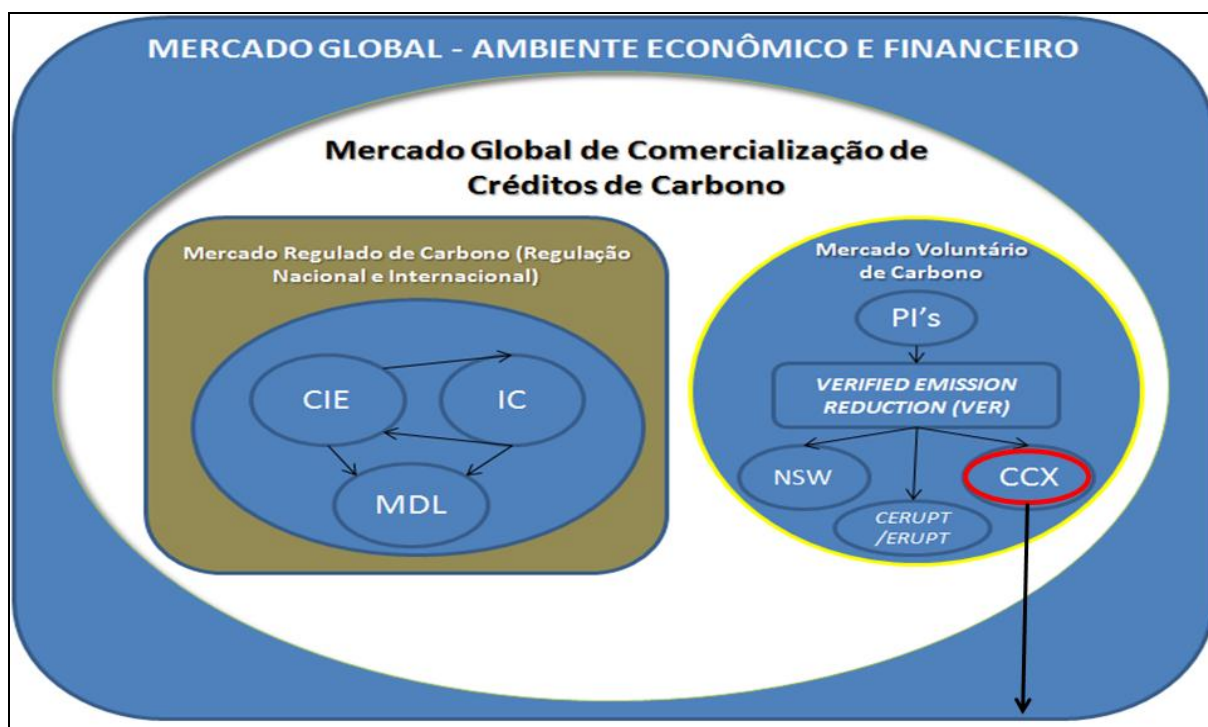 MERCADO GLOBAL - AMBIENTE ECONÔMICO E FINANCEIRO
Mercado Global de Comercialização de
Créditos de Carbono
Mercado Regulado de Carbono (Regulação
Nacional e Internacional)
CIE
IC
MDL
Mercado Voluntário
de Carbono
PI's
VERIFIED EMISSION
REDUCTION (VER)
NSW
CCX
CERUPT
/ERUPT